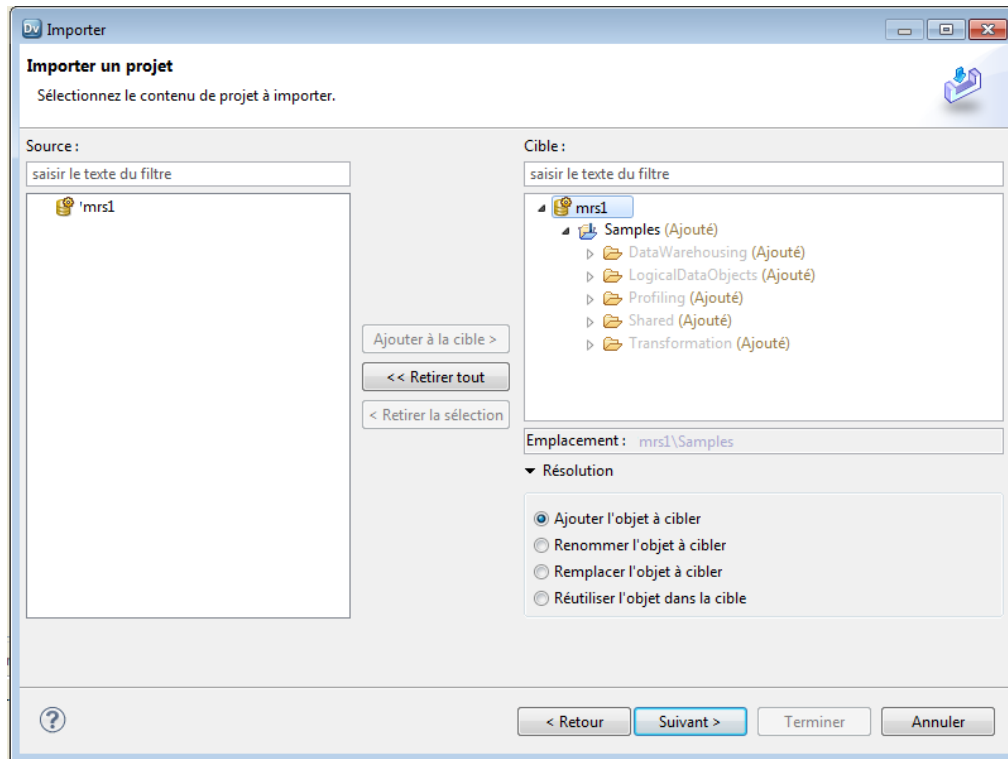 Dv Importer
Importer un projet
Sélectionnez le contenu de projet à importer.
Source :
saisir le texte du filtre
'mrs1
Ajouter à la cible >
<< Retirer tout
< Retirer la sélection
Cible :
saisir le texte du filtre
mrs1
Samples (Ajouté)
DataWarehousing (Ajouté)
LogicalDataObjects (Ajouté)
Profiling (Ajouté)
Shared (Ajouté)
Transformation (Ajouté)
Emplacement : mrs1\Samples
Résolution
Ajouter l'objet à cibler
Renommer l'objet à cibler
Remplacer l'objet à cibler
Réutiliser l'objet dans la cible
?
< Retour
Suivant >
Terminer
Annuler